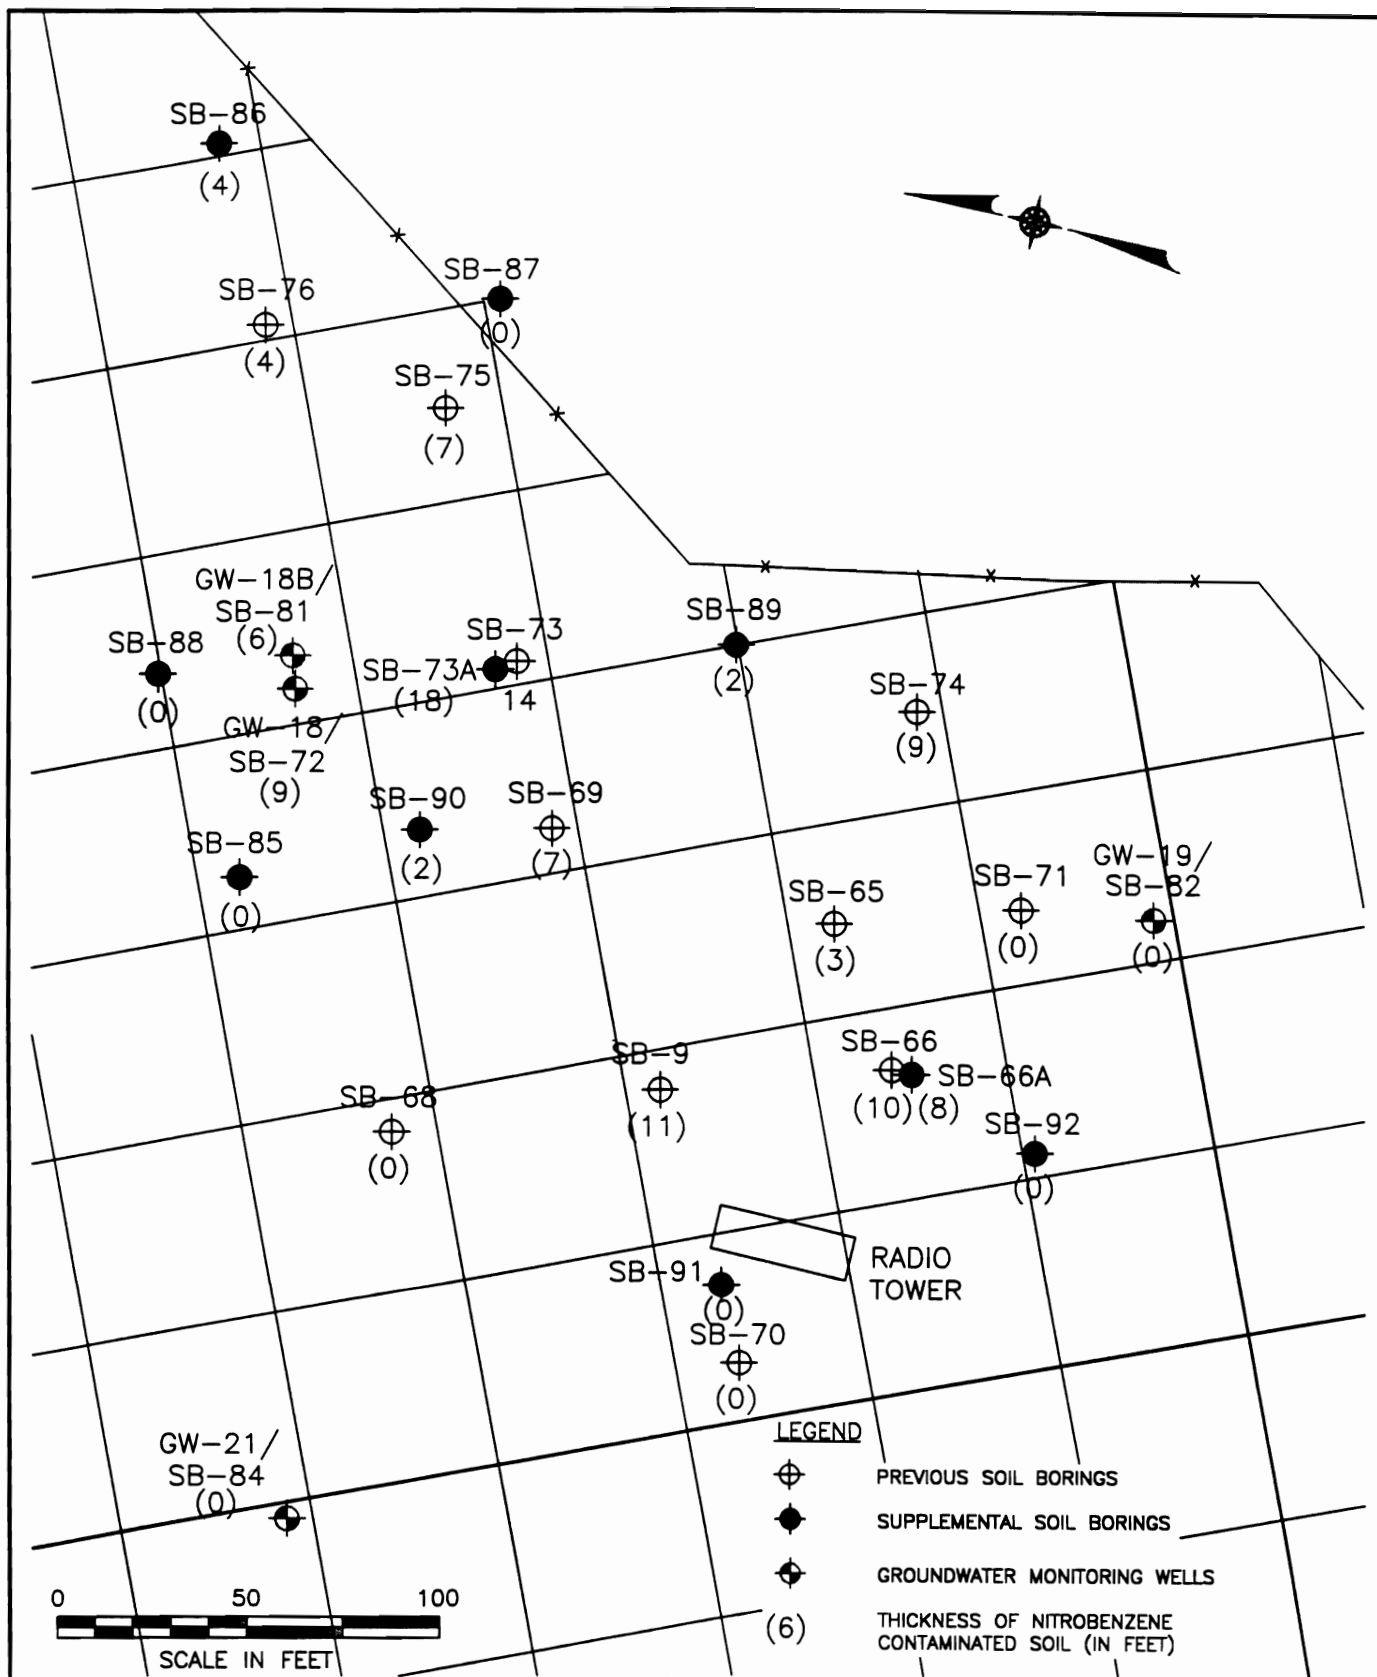 SB-86
(4)
SB-87
(0)
SB-76
(4)
SB-75
(7)
GW-18B/
SB-81
(6)
SB-88
(0)
SB-73
14
SB-73A
(18)
SB-89
(2)
SB-74
(9)
GW-18/
SB-72
(9)
SB-90
(2)
SB-69
(7)
SB-85
(0)
SB-65
(3)
SB-71
(0)
GW-19/
SB-82
(0)
SB-9
(11)
SB-66
(10)
SB-66A
(8)
SB-68
(0)
SB-92
(0)
RADIO
TOWER
SB-91
(0)
SB-70
(0)
GW-21/
SB-84
(0)
LEGEND
PREVIOUS SOIL BORINGS
SUPPLEMENTAL SOIL BORINGS
GROUNDWATER MONITORING WELLS
(6) THICKNESS OF NITROBENZENE
CONTAMINATED SOIL (IN FEET)
0 50 100
SCALE IN FEET